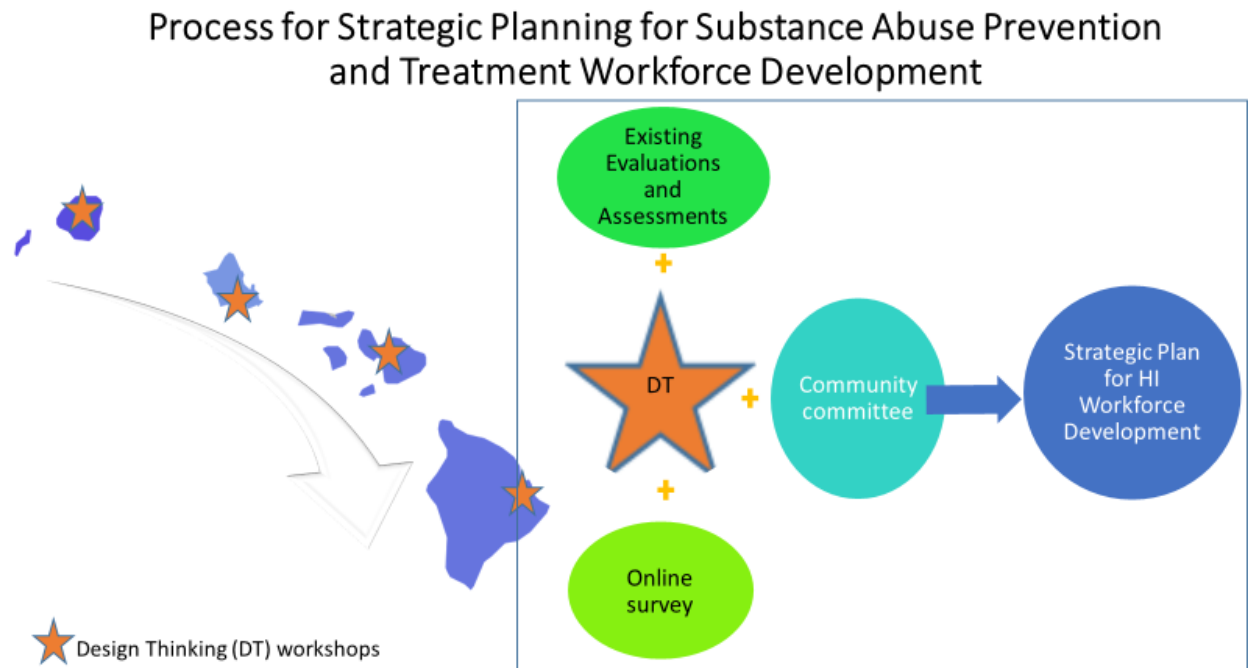 Process for Strategic Planning for Substance Abuse Prevention
and Treatment Workforce Development
Existing
Evaluations
and
Assessments
+
DT
+
Community
committee
Strategic Plan
for HI
Workforce
Development
+
Online
survey
Design Thinking (DT) workshops